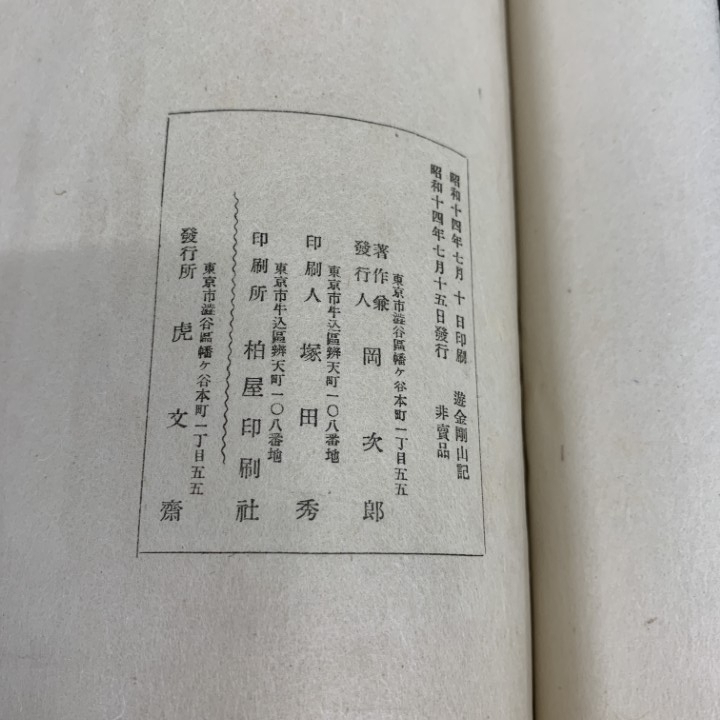 昭和十四年七月 十 日印刷　遊金剛山記
昭和十四年七月十五日發行　非賣品
東京市澁谷區幡ヶ谷本町一丁目五五
著作兼
發行人　岡次郎
東京市牛込區辨天町一〇八番地
印刷人　塚田秀
東京市牛込區辨天町一〇八番地
印刷所　柏屋印刷社
東京市澁谷區幡ヶ谷本町一丁目五五
發行所　虎文齋